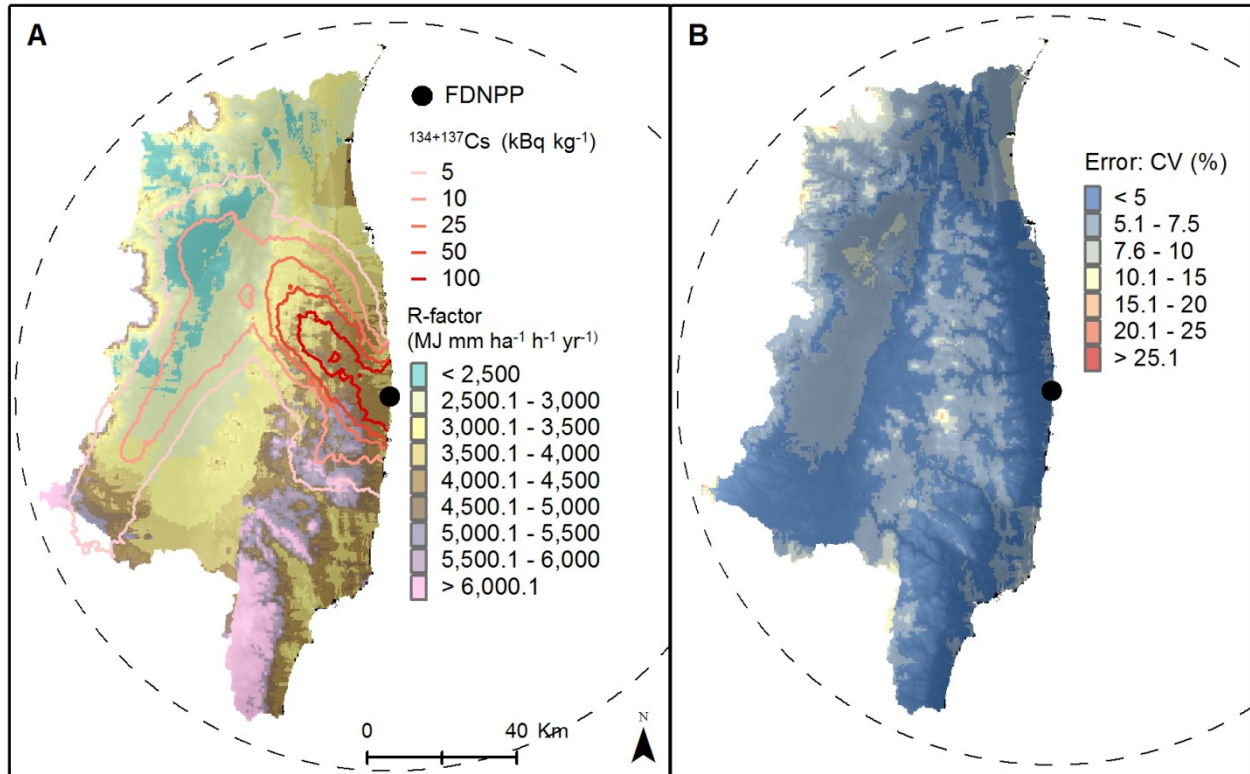 A
FDNPP
¹³⁴⁺¹³⁷Cs (kBq kg⁻¹)
5
10
25
50
100
R-factor
(MJ mm ha⁻¹ h⁻¹ yr⁻¹)
< 2,500
2,500.1 - 3,000
3,000.1 - 3,500
3,500.1 - 4,000
4,000.1 - 4,500
4,500.1 - 5,000
5,000.1 - 5,500
5,500.1 - 6,000
> 6,000.1
0 40 Km
N
B
Error: CV (%)
< 5
5.1 - 7.5
7.6 - 10
10.1 - 15
15.1 - 20
20.1 - 25
> 25.1